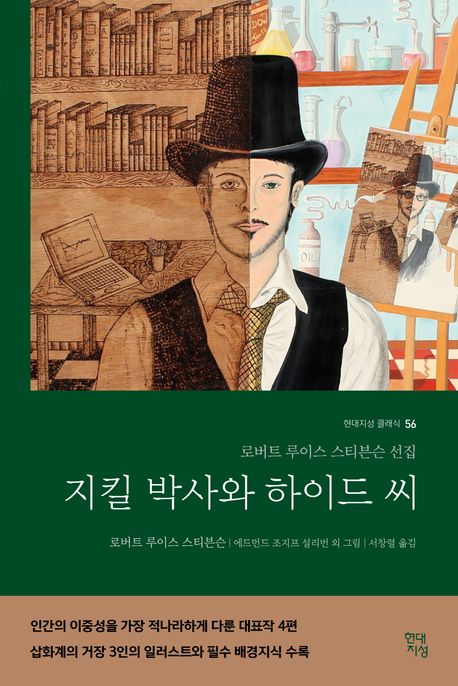 OIL
현대지성 클래식 56
로버트 루이스 스티븐슨 선집
지킬 박사와 하이드 씨
로버트 루이스 스티븐슨 | 에드먼드 조지프 설리번 외 그림 | 서창렬 옮김
인간의 이중성을 가장 적나라하게 다룬 대표작 4편
삽화계의 거장 3인의 일러스트와 필수 배경지식 수록
현대
지성